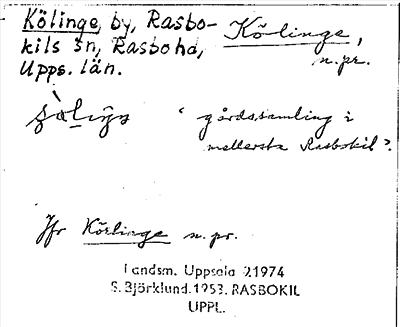 Kölinge, by, Rasbo-
kils sn, Rasbo hd,
Upps. län.
Kölinge,
n.pr.
"gårdssamling i
mellersta Rasbokil".
Jfr Körlinge n.pr.
Landsm. Uppsala 21974
S. Björklund. 1953. RASBOKIL
UPPL.